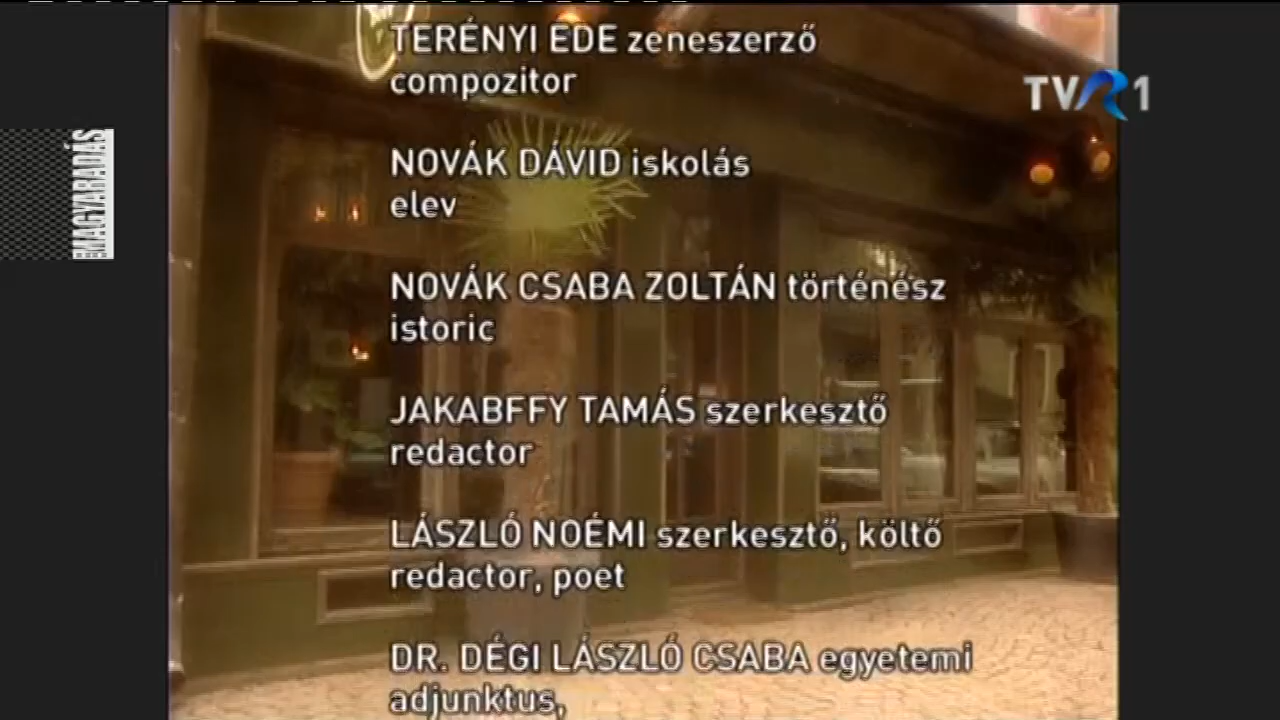 TERÉNYI EDE zeneszerző
compozitor
TVR1
MAGYARADÁS
NOVÁK DÁVID iskolás
elev
NOVÁK CSABA ZOLTÁN történész
istoric
JAKABFFY TAMÁS szerkesztő
redactor
LÁSZLÓ NOÉMI szerkesztő, költő
redactor, poet
DR. DÉGI LÁSZLÓ CSABA egyetemi
adjunktus,